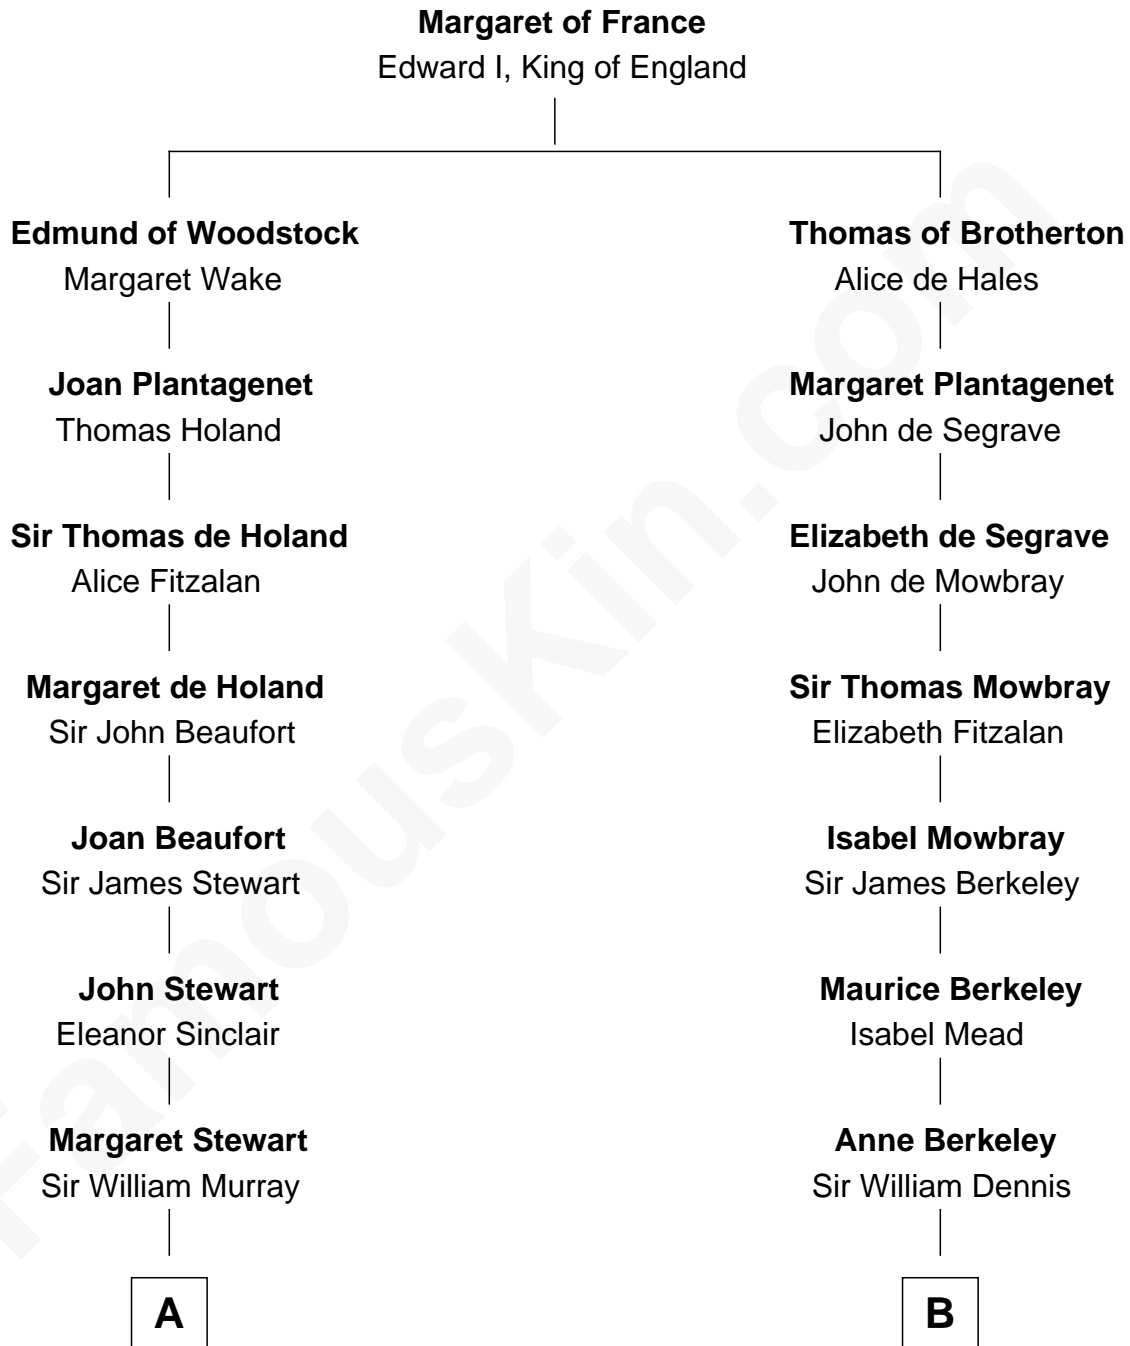 Margaret of France
Edward I, King of England
Edmund of Woodstock
Margaret Wake
Thomas of Brotherton
Alice de Hales
Joan Plantagenet
Thomas Holand
Margaret Plantagenet
John de Segrave
Sir Thomas de Holand
Alice Fitzalan
Elizabeth de Segrave
John de Mowbray
Margaret de Holand
Sir John Beaufort
Sir Thomas Mowbray
Elizabeth Fitzalan
Joan Beaufort
Sir James Stewart
Isabel Mowbray
Sir James Berkeley
John Stewart
Eleanor Sinclair
Maurice Berkeley
Isabel Mead
Margaret Stewart
Sir William Murray
Anne Berkeley
Sir William Dennis
A
B
FamousKin.com